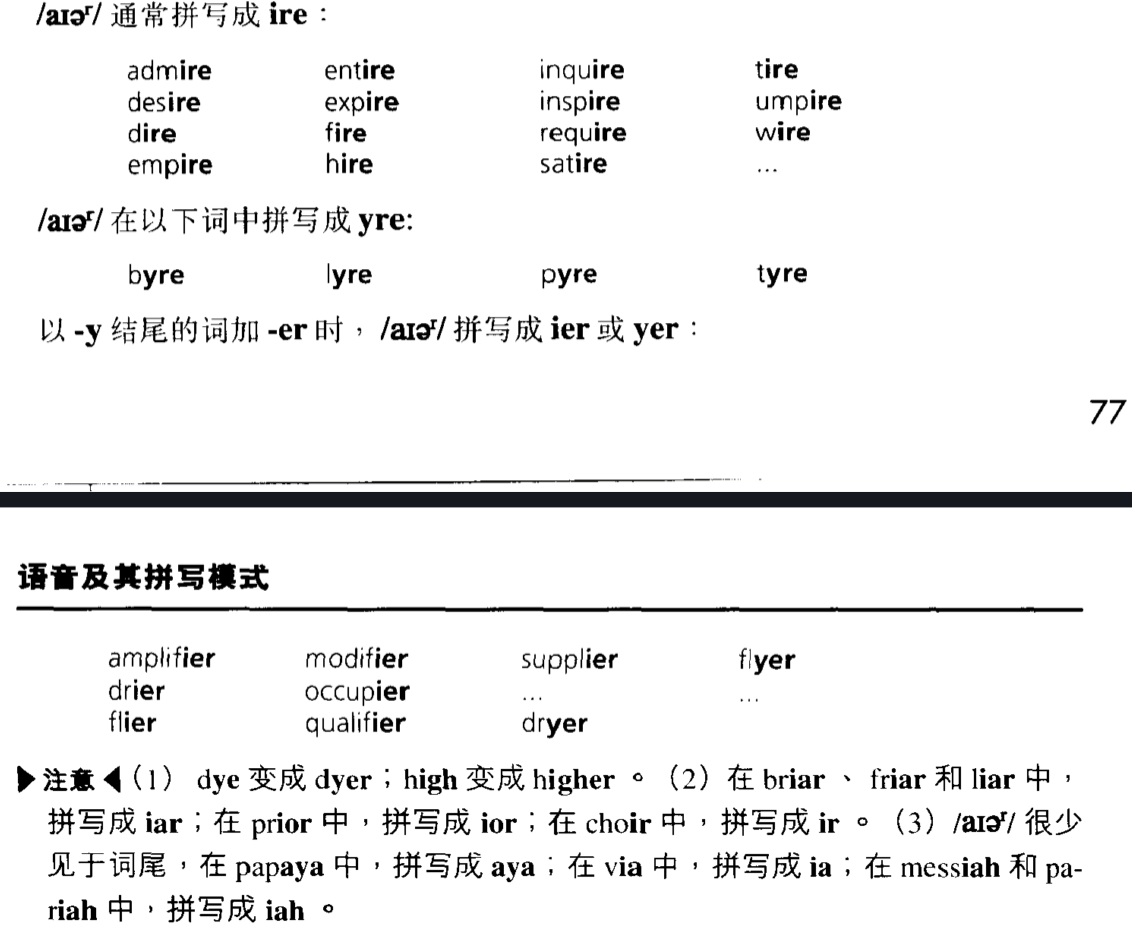 /aɪəʳ/ 通常拼写成 ire：
admire entire inquire tire
desire expire inspire umpire
dire fire require wire
empire hire satire ...
/aɪəʳ/ 在以下词中拼写成 yre:
byre lyre pyre tyre
以 -y 结尾的词加 -er 时，/aɪəʳ/ 拼写成 ier 或 yer：
77
语音及其拼写模式
amplifier modifier supplier flyer
drier occupier ... ...
flier qualifier dryer
▶注意◀（1） dye 变成 dyer；high 变成 higher 。（2）在 briar 、 friar 和 liar 中，
拼写成 iar；在 prior 中，拼写成 ior；在 choir 中，拼写成 ir 。（3）/aɪəʳ/ 很少
见于词尾，在 papaya 中，拼写成 aya；在 via 中，拼写成 ia；在 messiah 和 pa-
riah 中，拼写成 iah 。